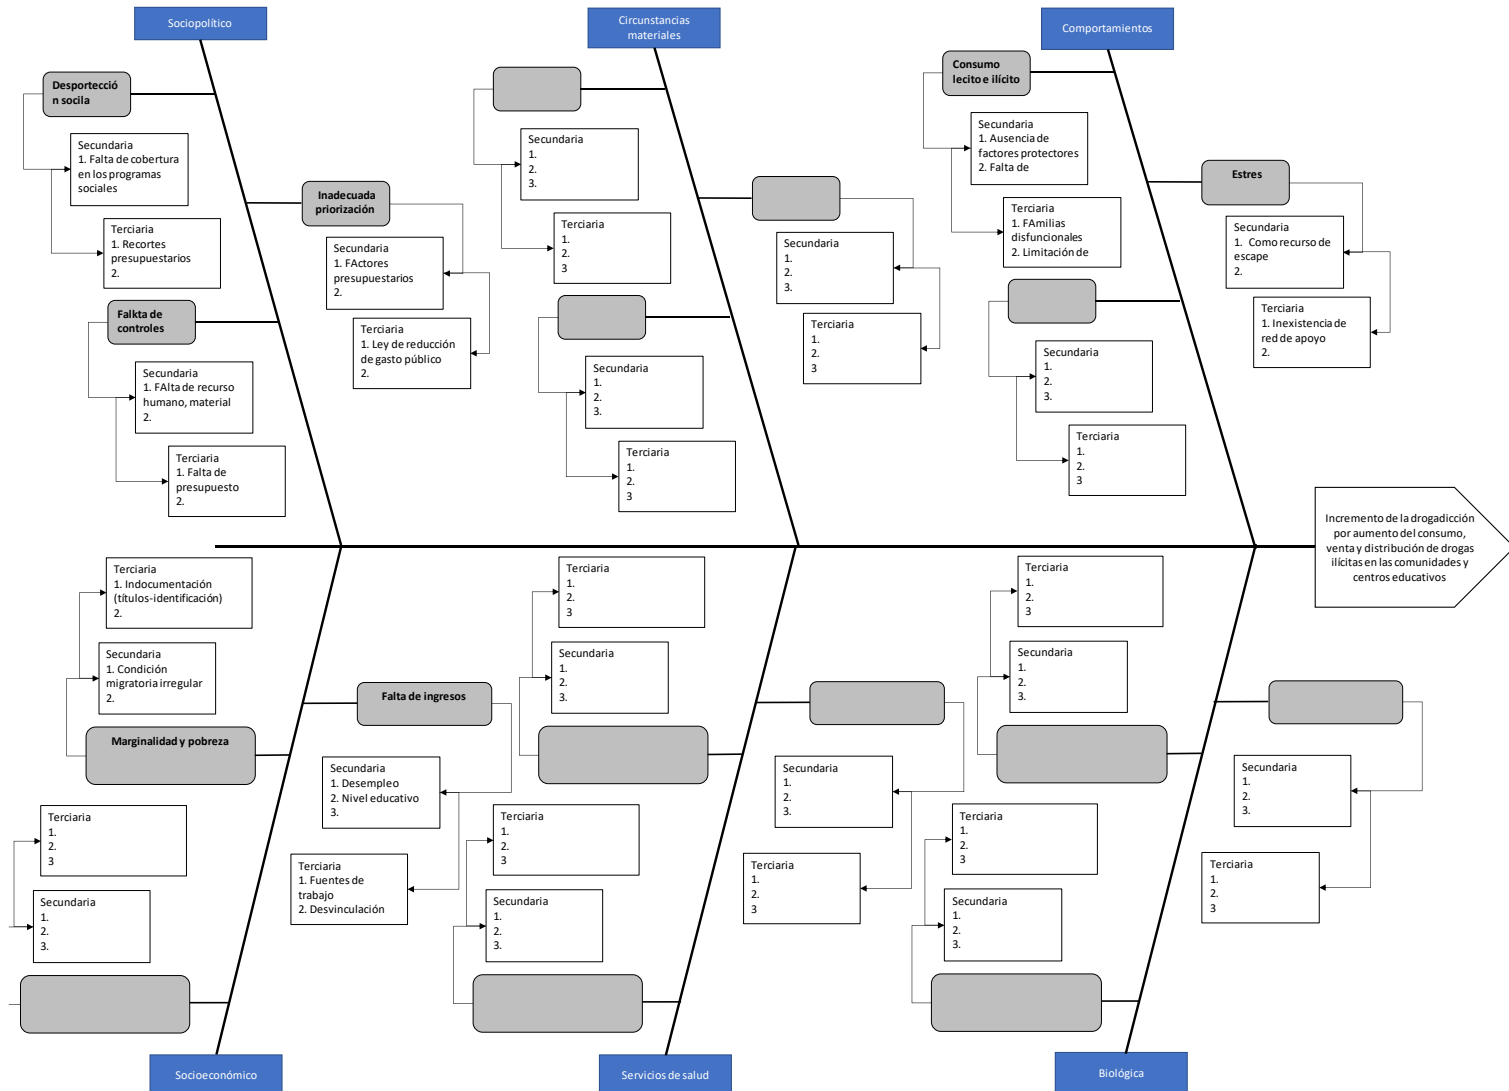 Sociopolítico
Circunstancias
materiales
Comportamientos
Desportecció
n socila
Secundaria
1. Falta de cobertura
en los programas
sociales
Terciaria
1. Recortes
presupuestarios
2.
Inadecuada
priorización
Secundaria
1. FActores
presupuestarios
2.
Terciaria
1. Ley de reducción
de gasto público
2.
Falkta de
controles
Secundaria
1. FAlta de recurso
humano, material
2.
Terciaria
1. Falta de
presupuesto
2.
Secundaria
1.
2.
3.
Terciaria
1.
2.
3
Secundaria
1.
2.
3.
Terciaria
1.
2.
3
Secundaria
1.
2.
3.
Terciaria
1.
2.
3
Consumo
lecito e ilícito
Secundaria
1. Ausencia de
factores protectores
2. Falta de
Terciaria
1. FAmilias
disfuncionales
2. Limitación de
Estres
Secundaria
1. Como recurso de
escape
2.
Terciaria
1. Inexistencia de
red de apoyo
2.
Secundaria
1.
2.
3.
Terciaria
1.
2.
3
Incremento de la drogadicción
por aumento del consumo,
venta y distribución de drogas
ilícitas en las comunidades y
centros educativos
Terciaria
1. Indocumentación
(títulos-identificación)
2.
Secundaria
1. Condición
migratoria irregular
2.
Marginalidad y pobreza
Falta de ingresos
Secundaria
1. Desempleo
2. Nivel educativo
3.
Terciaria
1. Fuentes de
trabajo
2. Desvinculación
Terciaria
1.
2.
3
Secundaria
1.
2.
3.
Terciaria
1.
2.
3
Secundaria
1.
2.
3.
Secundaria
1.
2.
3.
Terciaria
1.
2.
3
Terciaria
1.
2.
3
Secundaria
1.
2.
3.
Terciaria
1.
2.
3
Secundaria
1.
2.
3.
Secundaria
1.
2.
3.
Terciaria
1.
2.
3
Terciaria
1.
2.
3
Secundaria
1.
2.
3.
Socioeconómico
Servicios de salud
Biológica